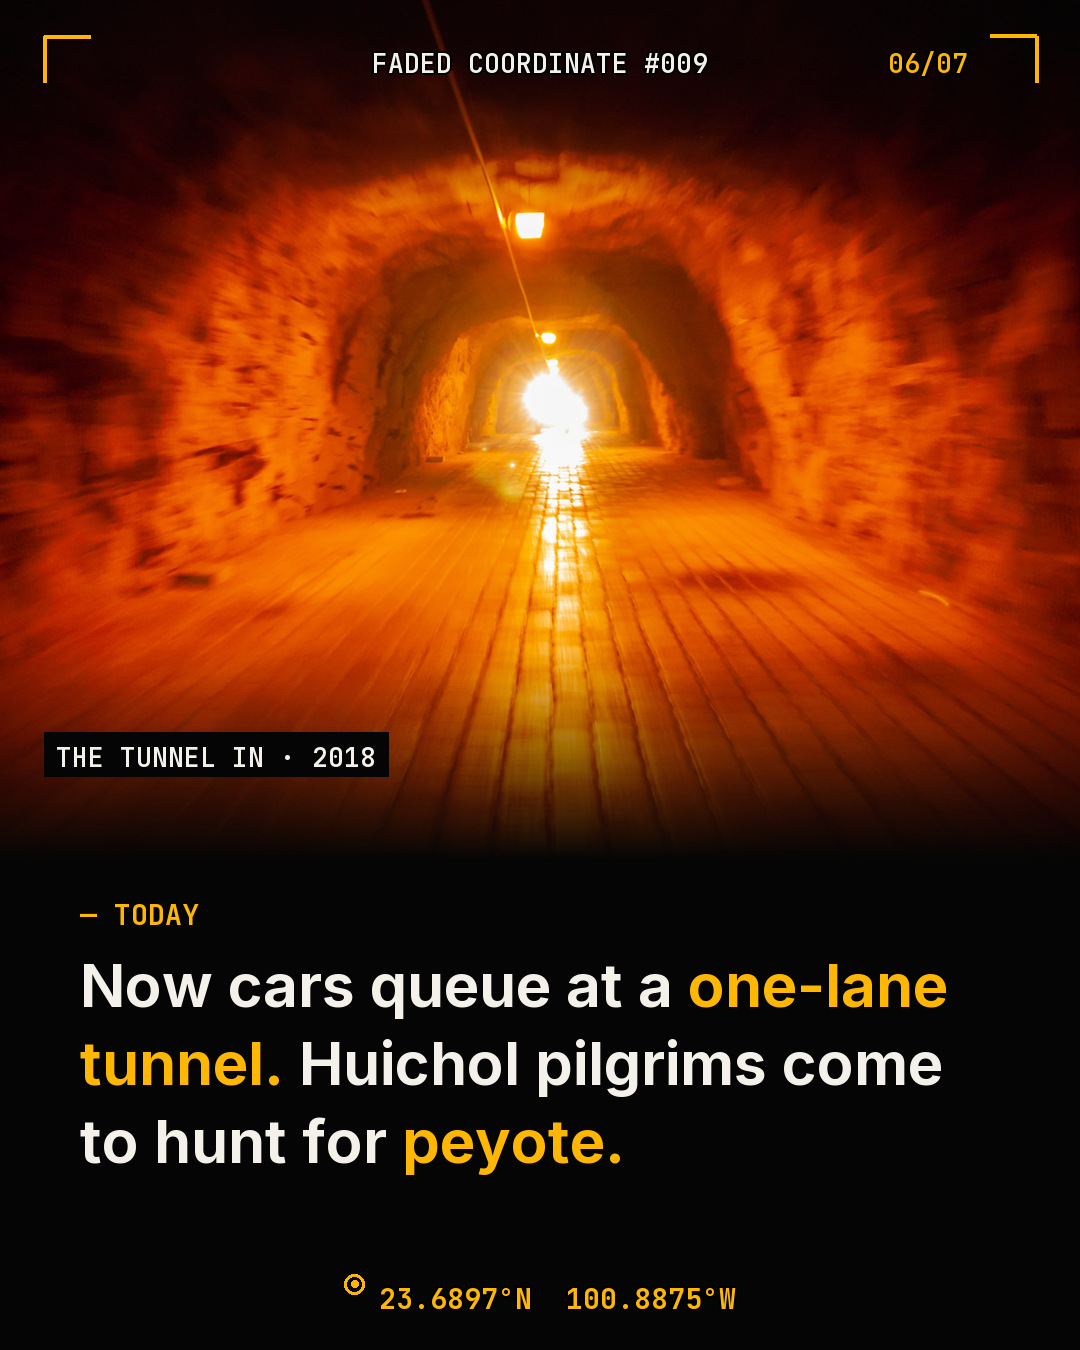 FADED COORDINATE #009
06/07
THE TUNNEL IN · 2018
— TODAY
Now cars queue at a one-lane
tunnel. Huichol pilgrims come
to hunt for peyote.
23.6897°N 100.8875°W